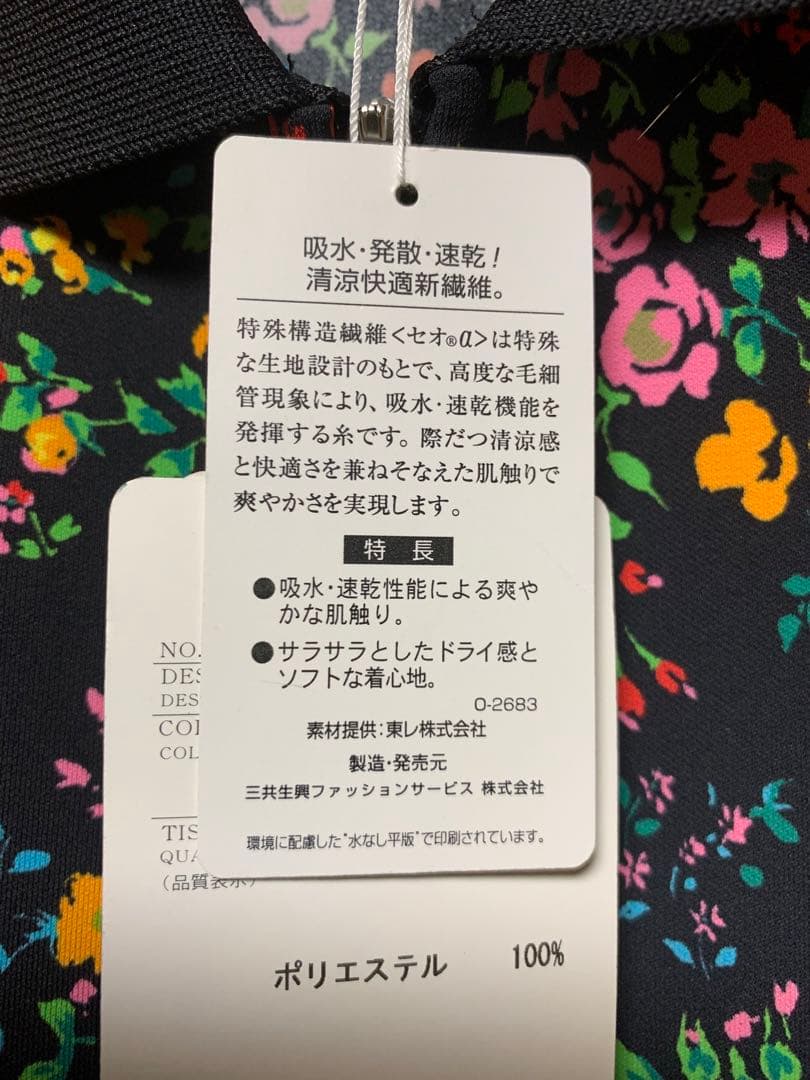 吸水・発散・速乾!
清涼快適新繊維。
特殊構造繊維<セオ®α>は特殊
な生地設計のもとで、高度な毛細
管現象により、吸水・速乾機能を
発揮する糸です。際だつ清涼感
と快適さを兼ねそなえた肌触りで
爽やかさを実現します。
特 長
●吸水・速乾性能による爽や
かな肌触り。
●サラサラとしたドライ感と
ソフトな着心地。
O-2683
素材提供:東レ株式会社
製造・発売元
三共生興ファッションサービス 株式会社
環境に配慮した“水なし平版”で印刷されています。
NO.
DES
DES
COL
COL
TIS
QUA
(品質表示)
ポリエステル 100%